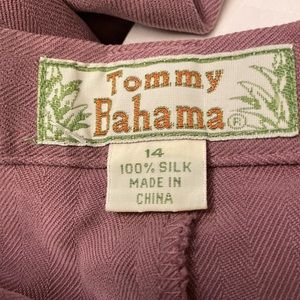 Tommy
Bahama ®
14
100% SILK
MADE IN
CHINA